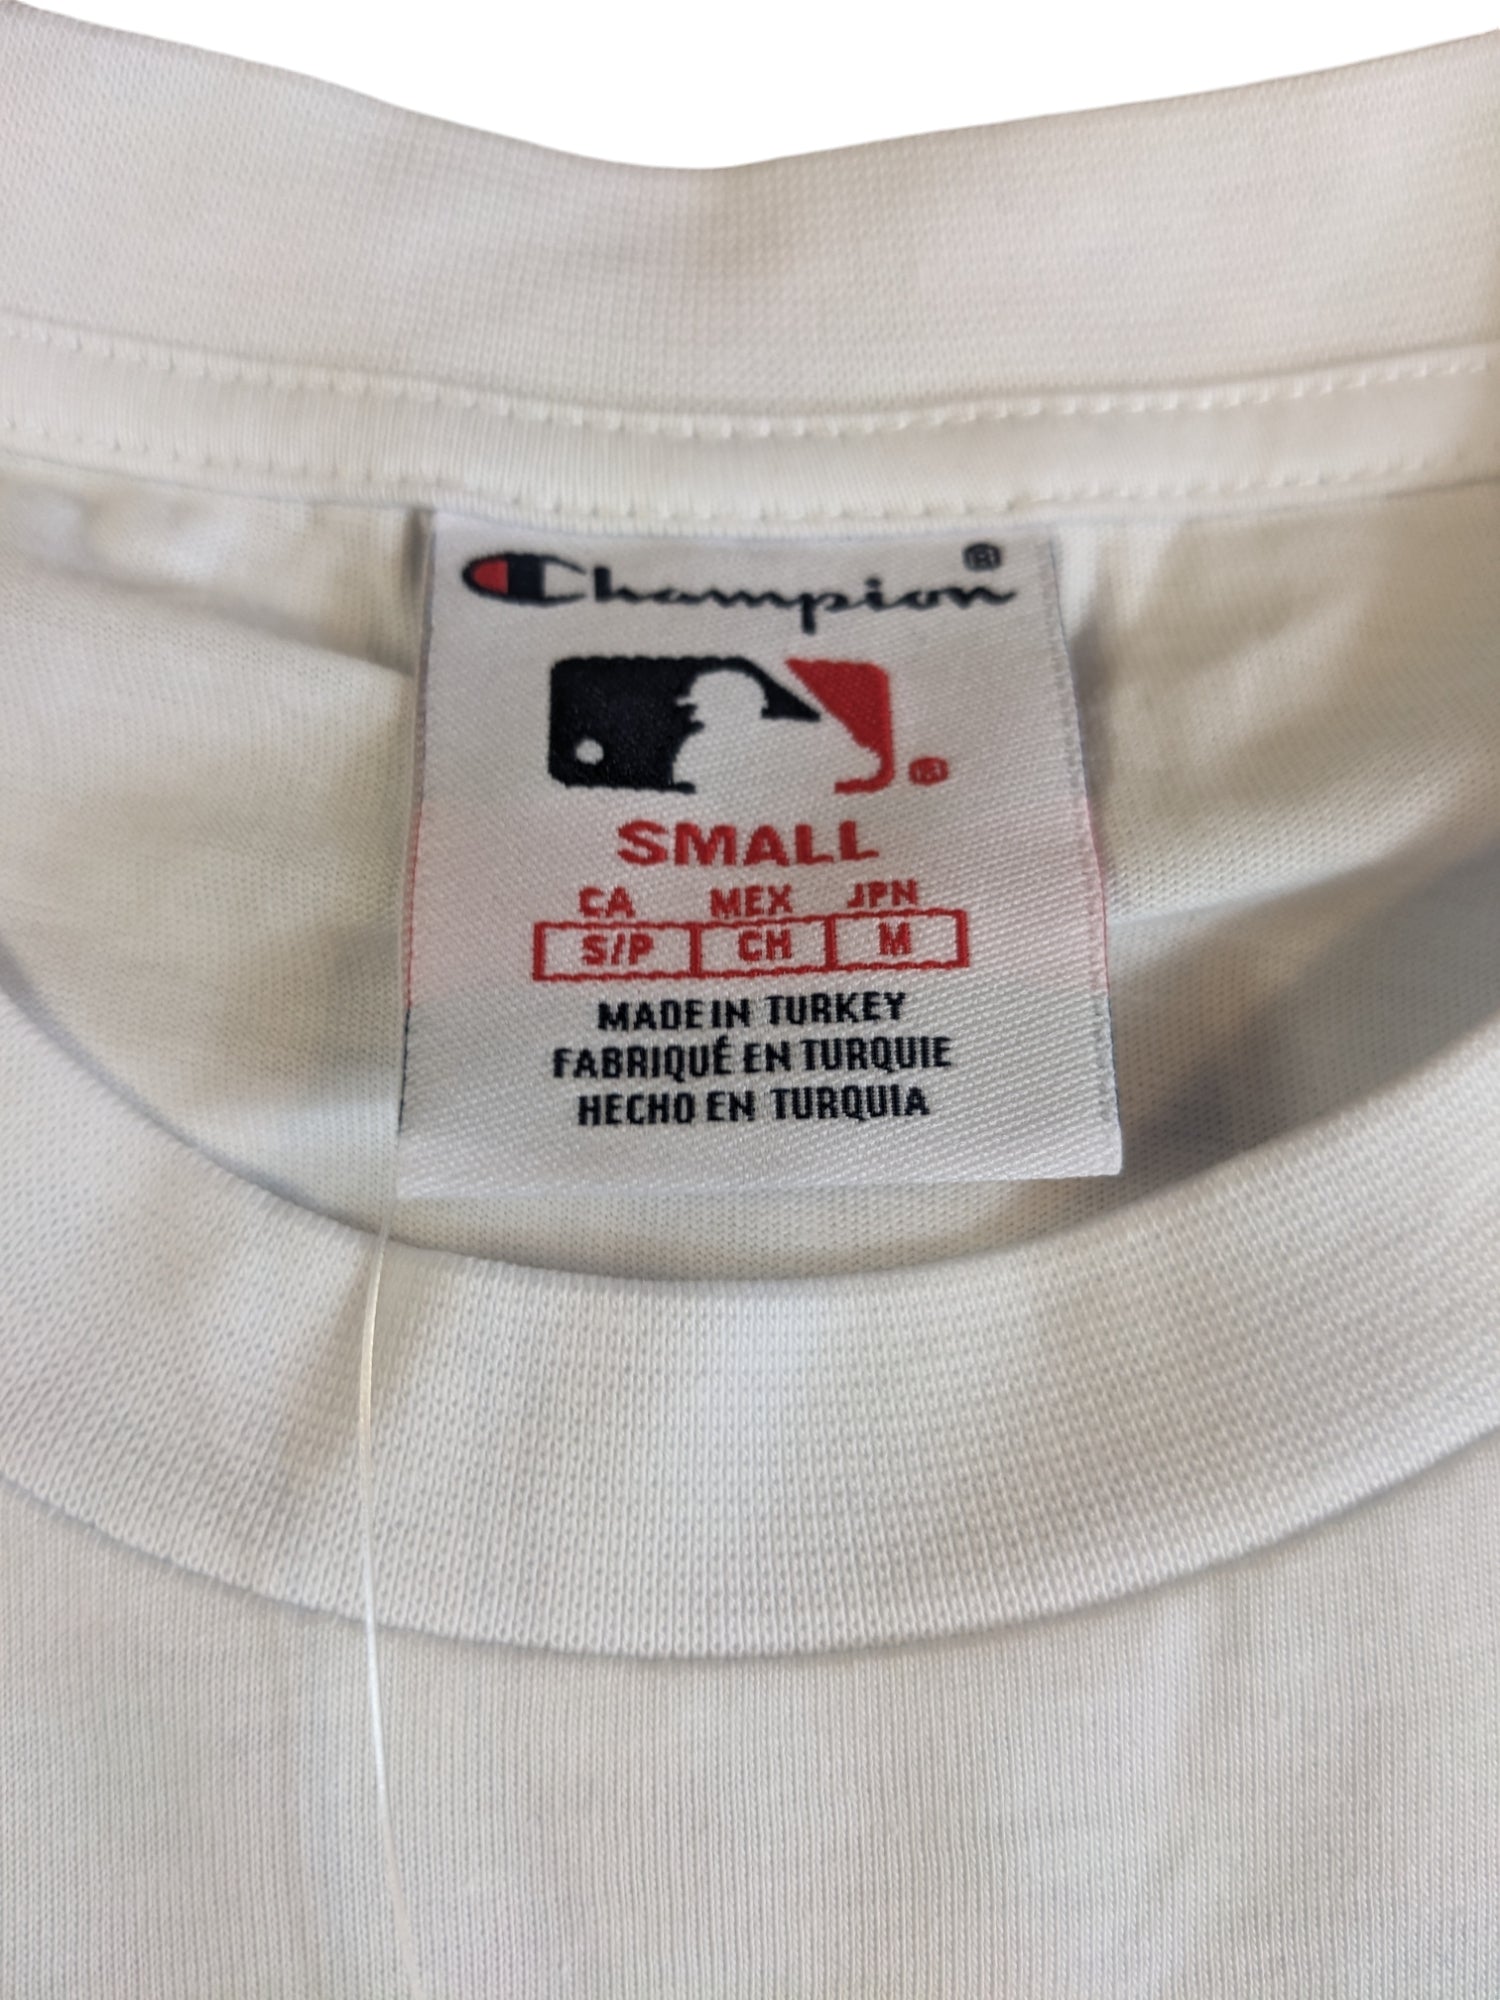 Champion®
®
SMALL
CA MEX JPN
S/P CH M
MADE IN TURKEY
FABRIQUÉ EN TURQUIE
HECHO EN TURQUIA